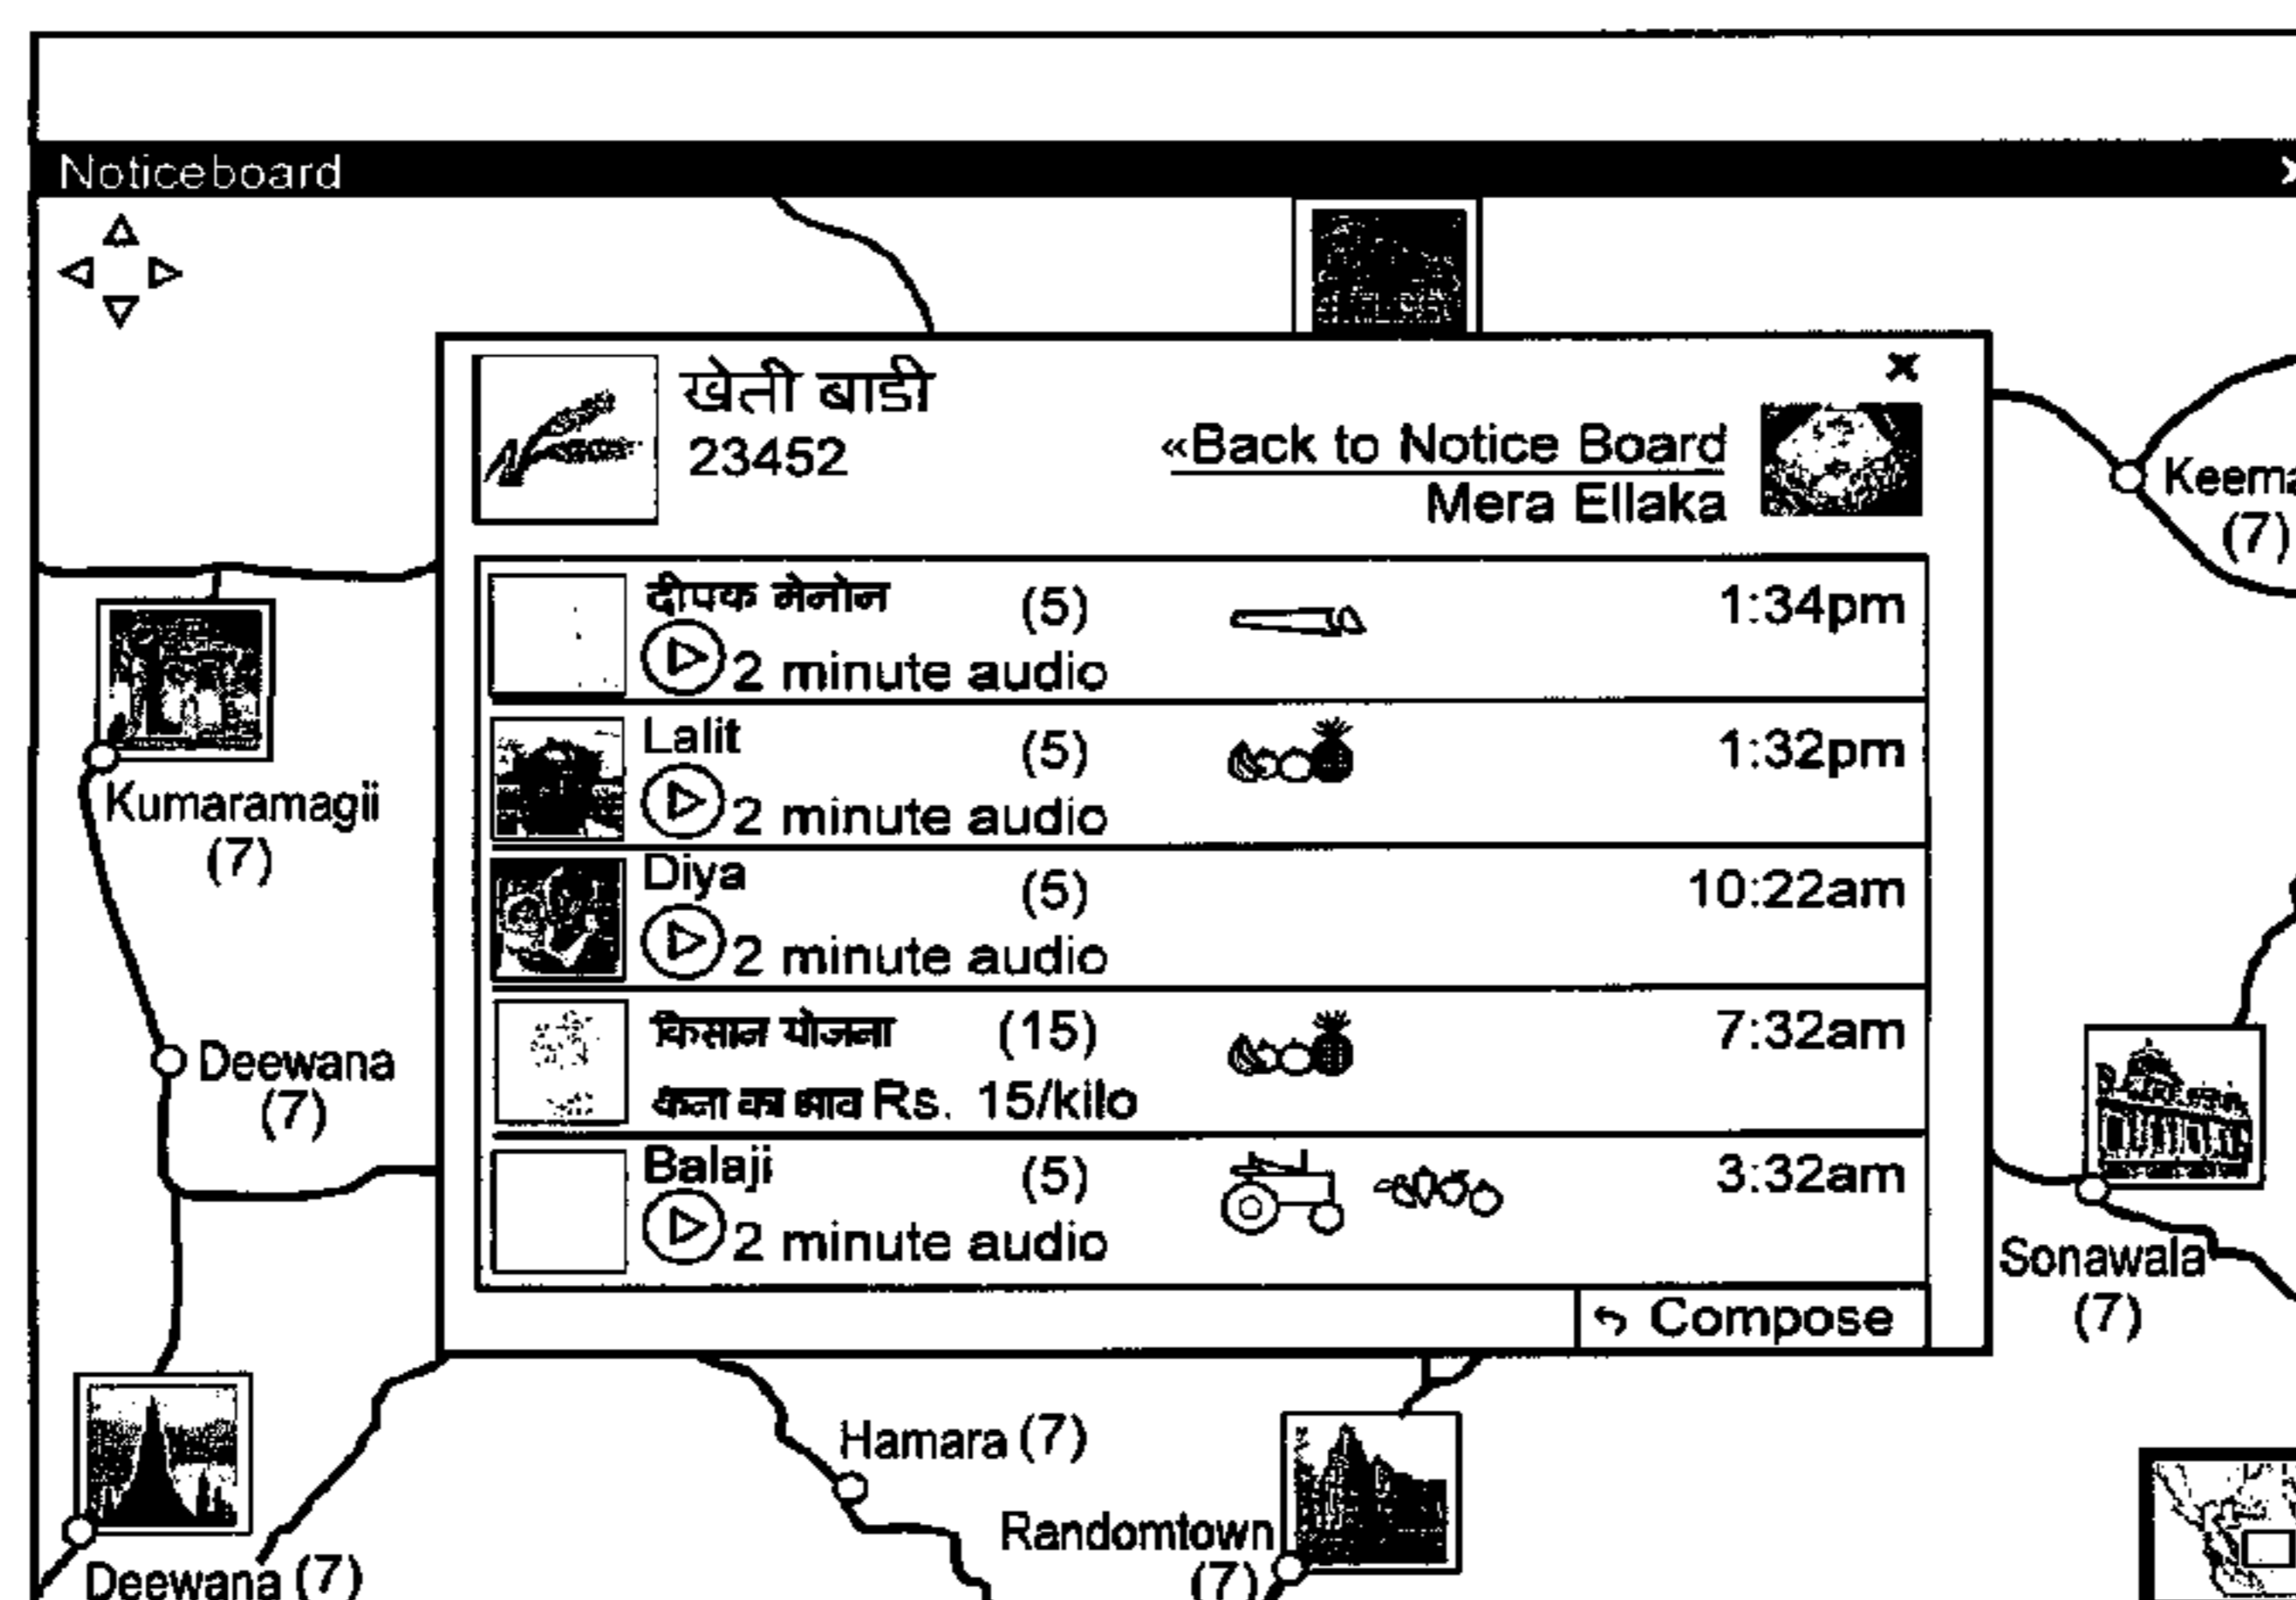 Noticeboard
खेती बाडी
23452
«Back to Notice Board
Mera Ellaka
दीपक मेनोन (5) 1:34pm
2 minute audio
Lalit (5) 1:32pm
2 minute audio
Diya (5) 10:22am
2 minute audio
किसान योजना (15) 7:32am
का भाव Rs. 15/kilo
Balaji (5) 3:32am
2 minute audio
Compose
Kumaramagii
(7)
Deewana
(7)
Deewana (7)
Hamara (7)
Randomtown
(7)
(7)
Sonawala
(7)